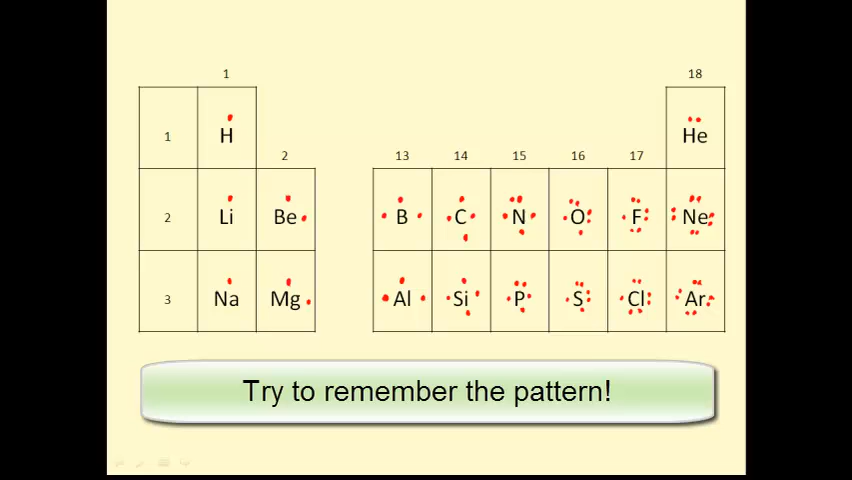 1 18
1 H He
2 13 14 15 16 17
2 Li Be B C N O F Ne
3 Na Mg Al Si P S Cl Ar
Try to remember the pattern!